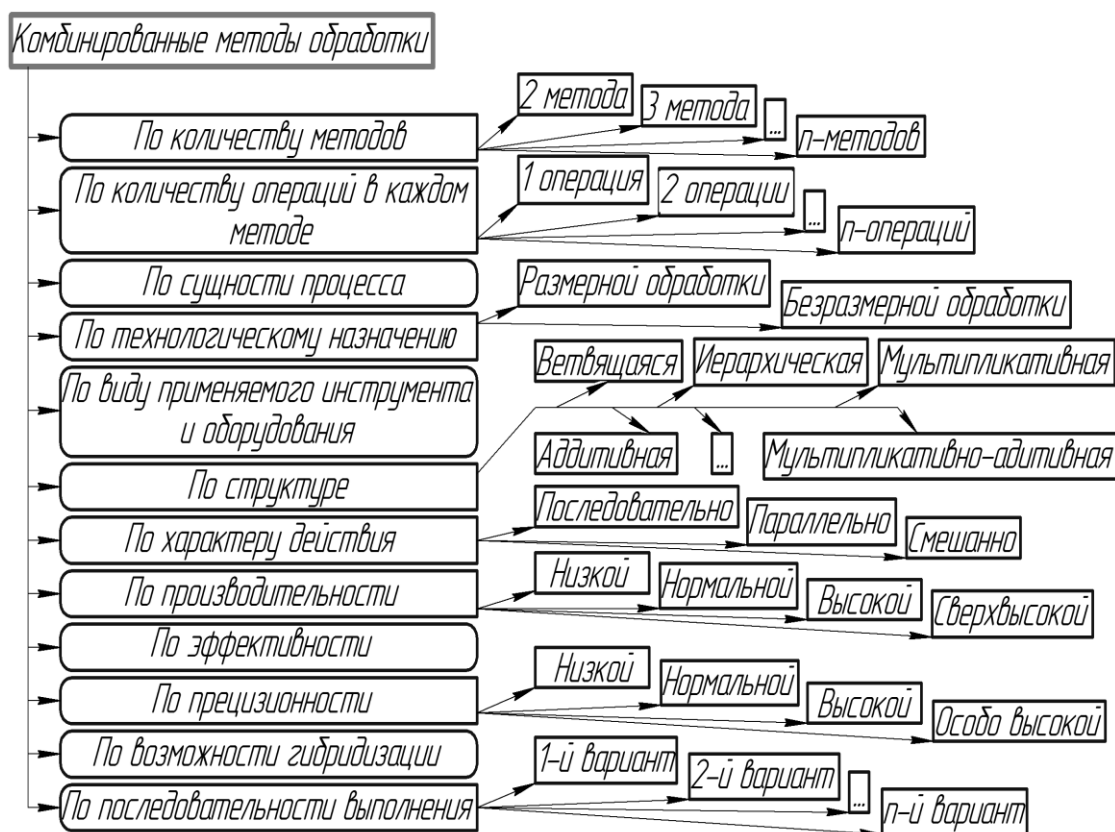 Комбинированные методы обработки
По количеству методов
2 метода
3 метода
...
n-методов
По количеству операций в каждом
методе
1 операция
2 операции
...
n-операций
По сущности процесса
По технологическому назначению
Размерной обработки
Безразмерной обработки
По виду применяемого инструмента
и оборудования
По структуре
Ветвящаяся
Иерархическая
Мультипликативная
Аддитивная
...
Мультипликативно-адитивная
По характеру действия
Последовательно
Параллельно
Смешанно
По производительности
Низкой
Нормальной
Высокой
Сверхвысокой
По эффективности
По прецизионности
Низкой
Нормальной
Высокой
Особо высокой
По возможности гибридизации
По последовательности выполнения
1-й вариант
2-й вариант
...
n-й вариант